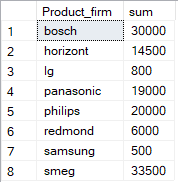 Product_firm sum
1 bosch 30000
2 horizont 14500
3 lg 800
4 panasonic 19000
5 philips 20000
6 redmond 6000
7 samsung 500
8 smeg 33500